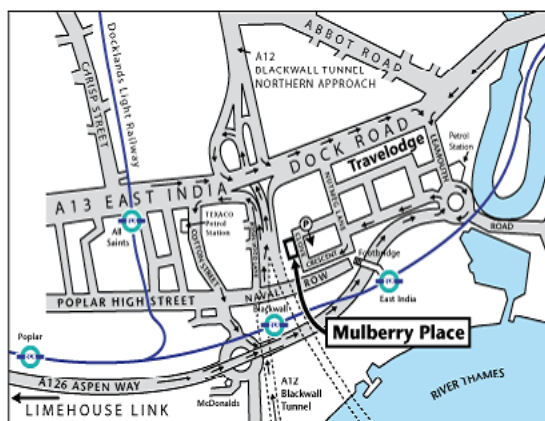 ABBOT ROAD
A12
BLACKWALL TUNNEL
NORTHERN APPROACH
Docklands Light Railway
CHRISP STREET
A13 EAST INDIA DOCK ROAD
Travelodge
Petrol
Station
LEAMOUTH
ROAD
NUTMEG LANE
TEXACO
Petrol
Station
All
Saints
COTTON STREET
P
CLOVE
CRESCENT
Footbridge
POPLAR HIGH STREET
NAVAL ROW
Blackwall
East India
Mulberry Place
Poplar
A126 ASPEN WAY
McDonalds
A12
Blackwall
Tunnel
LIMEHOUSE LINK
RIVER THAMES